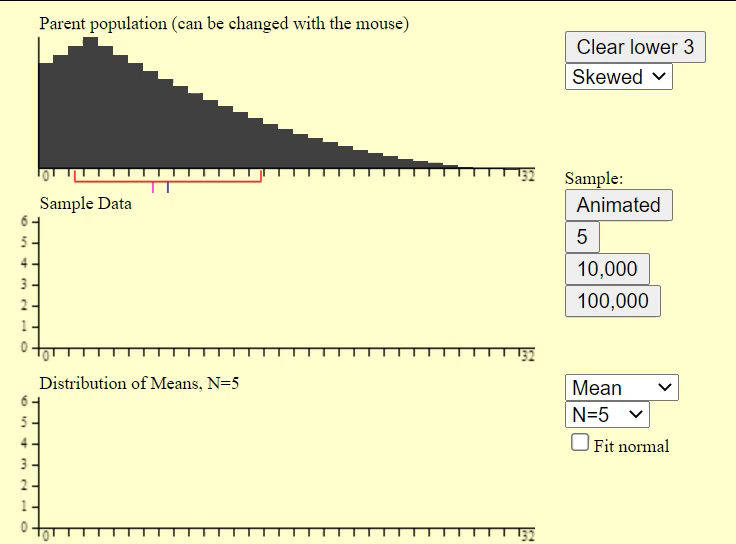 Parent population (can be changed with the mouse)
Clear lower 3
Skewed
0 32
Sample:
Animated
5
10,000
100,000
Sample Data
6
5
4
3
2
1
0
0 32
Distribution of Means, N=5
Mean
N=5
Fit normal
6
5
4
3
2
1
0
0 32